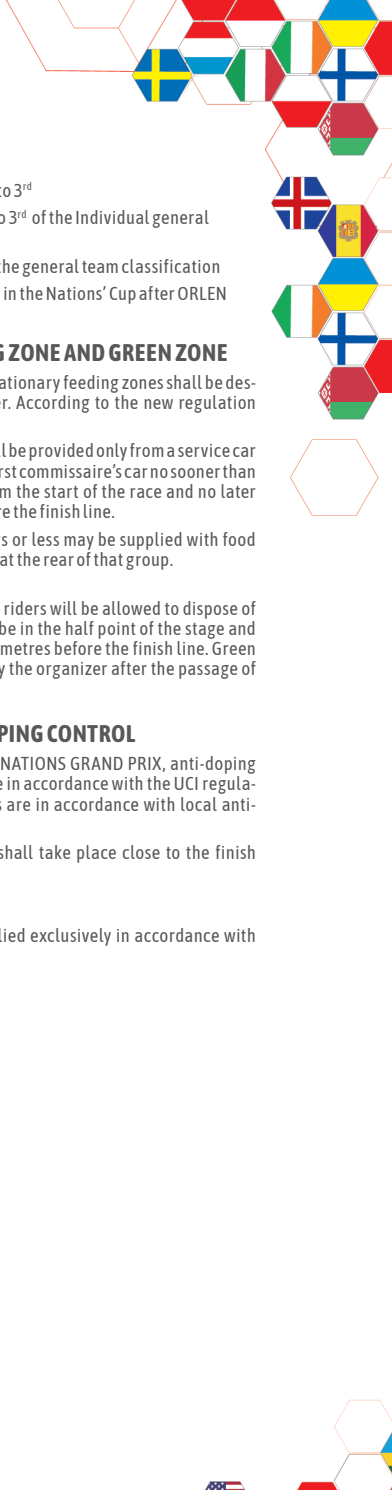 to 3rd
o 3rd of the Individual general
the general team classification
in the Nations' Cup after ORLEN
G ZONE AND GREEN ZONE
ationary feeding zones shall be des-
r. According to the new regulation
ll be provided only from a service car
rst commissaire's car no sooner than
m the start of the race and no later
re the finish line.
s or less may be supplied with food
at the rear of that group.
riders will be allowed to dispose of
be in the half point of the stage and
metres before the finish line. Green
y the organizer after the passage of
PING CONTROL
NATIONS GRAND PRIX, anti-doping
e in accordance with the UCI regula-
s are in accordance with local anti-
shall take place close to the finish
lied exclusively in accordance with